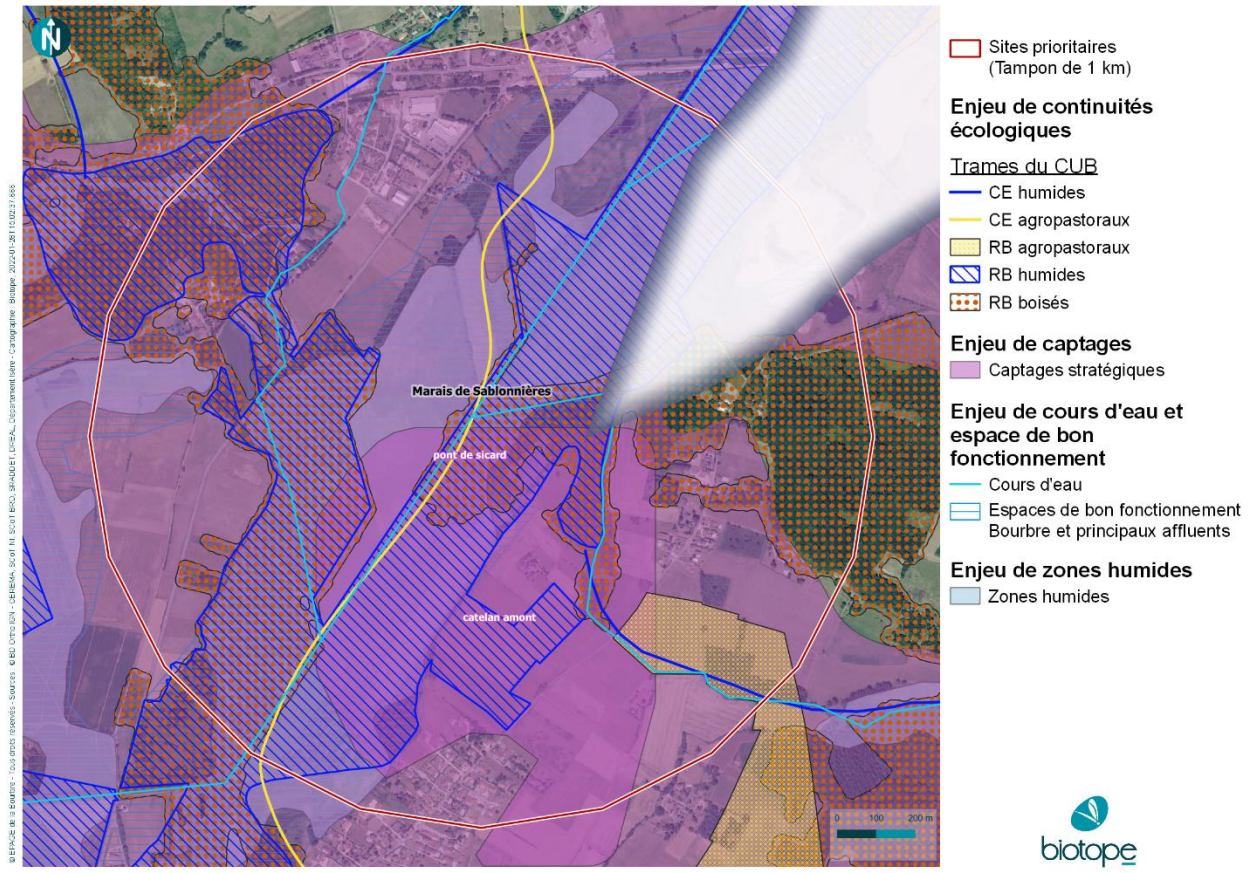 N
Marais de Sablonnières
pont de sicard
catelan amont
0 100 200 m
Sites prioritaires
(Tampon de 1 km)
Enjeu de continuités
écologiques
Trames du CUB
CE humides
CE agropastoraux
RB agropastoraux
RB humides
RB boisés
Enjeu de captages
Captages stratégiques
Enjeu de cours d'eau et
espace de bon
fonctionnement
Cours d'eau
Espaces de bon fonctionnement
Bourbre et principaux affluents
Enjeu de zones humides
Zones humides
biotope